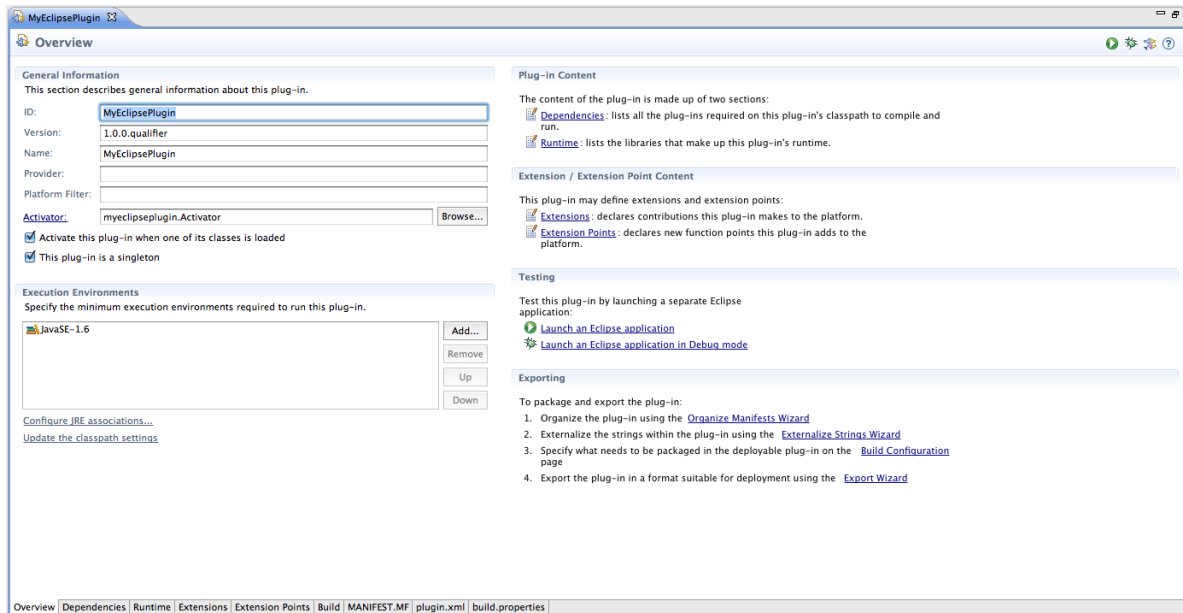 MyEclipsePlugin
Overview
General Information
This section describes general information about this plug-in.
ID: MyEclipsePlugin
Version: 1.0.0.qualifier
Name: MyEclipsePlugin
Provider:
Platform Filter:
Activator: myeclipseplugin.Activator Browse...
Activate this plug-in when one of its classes is loaded
This plug-in is a singleton
Execution Environments
Specify the minimum execution environments required to run this plug-in.
JavaSE-1.6
Add...
Remove
Up
Down
Configure JRE associations...
Update the classpath settings
Plug-in Content
The content of the plug-in is made up of two sections:
Dependencies: lists all the plug-ins required on this plug-in's classpath to compile and
run.
Runtime: lists the libraries that make up this plug-in's runtime.
Extension / Extension Point Content
This plug-in may define extensions and extension points:
Extensions: declares contributions this plug-in makes to the platform.
Extension Points: declares new function points this plug-in adds to the
platform.
Testing
Test this plug-in by launching a separate Eclipse
application:
Launch an Eclipse application
Launch an Eclipse application in Debug mode
Exporting
To package and export the plug-in:
1. Organize the plug-in using the Organize Manifests Wizard
2. Externalize the strings within the plug-in using the Externalize Strings Wizard
3. Specify what needs to be packaged in the deployable plug-in on the Build Configuration
page
4. Export the plug-in in a format suitable for deployment using the Export Wizard
Overview Dependencies Runtime Extensions Extension Points Build MANIFEST.MF plugin.xml build.properties